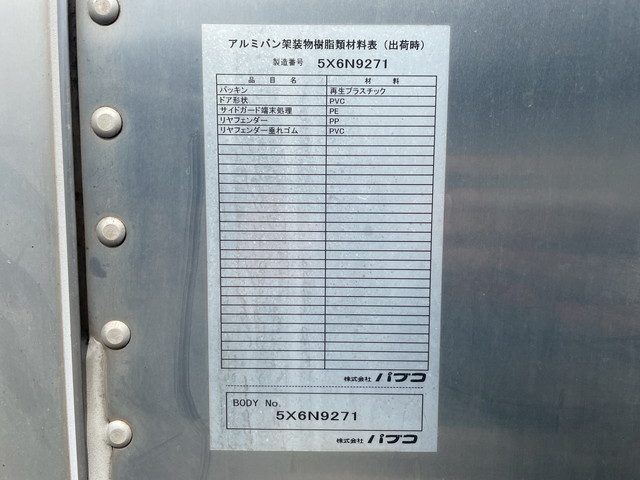 アルミバン架装物樹脂類材料表（出荷時）
製造番号 5X6N9271
品目名 材料
パッキン 再生プラスチック
ドア形状 PVC
サイドガード端末処理 PE
リヤフェンダー PP
リヤフェンダー垂れゴム PVC
株式会社 パブコ
BODY No.
5X6N9271
株式会社 パブコ